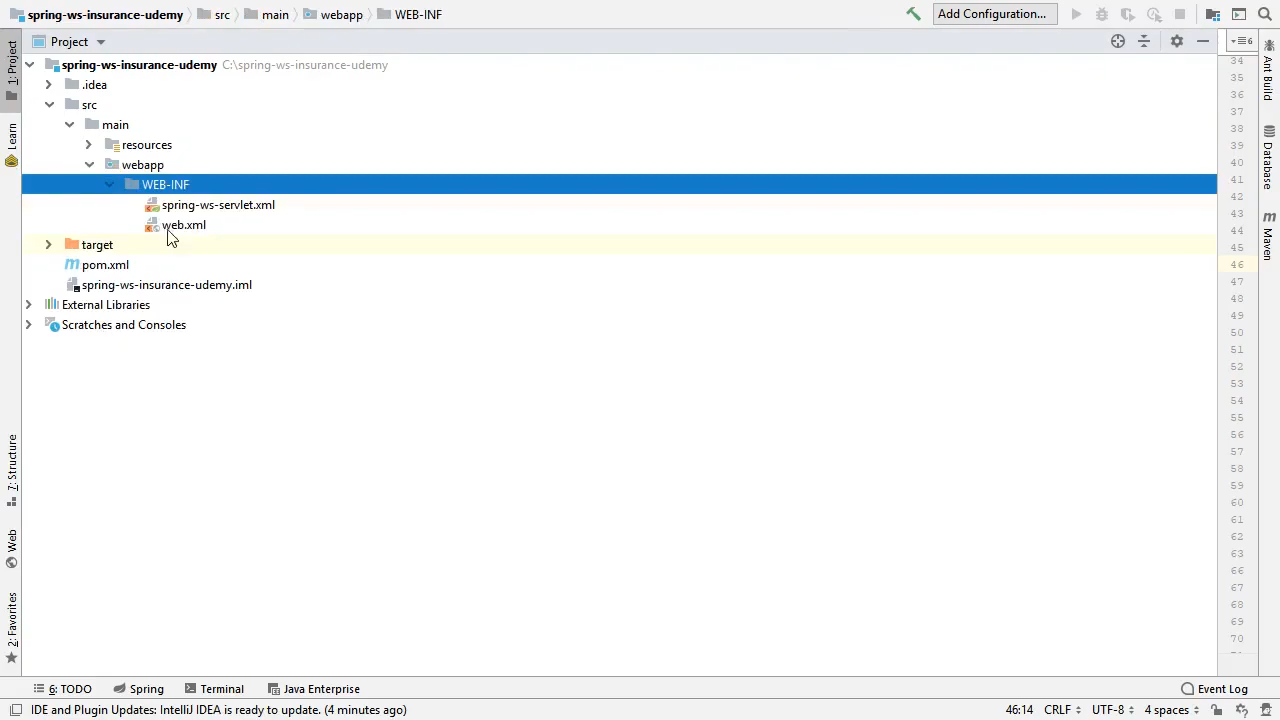 spring-ws-insurance-udemy src main webapp WEB-INF Add Configuration...
Project 6
spring-ws-insurance-udemy C:\spring-ws-insurance-udemy
.idea
src
main
resources
webapp
WEB-INF
spring-ws-servlet.xml
web.xml
target
pom.xml
spring-ws-insurance-udemy.iml
External Libraries
Scratches and Consoles
1: Project
Learn
7: Structure
Web
2: Favorites
34
35
36
37
38
39
40
41
42
43
44
45
46
47
48
49
50
51
52
53
54
55
56
57
58
59
60
61
62
63
64
65
66
67
68
69
70
Ant Build
Database
m Maven
6: TODO Spring Terminal Java Enterprise Event Log
IDE and Plugin Updates: IntelliJ IDEA is ready to update. (4 minutes ago) 46:14 CRLF UTF-8 4 spaces